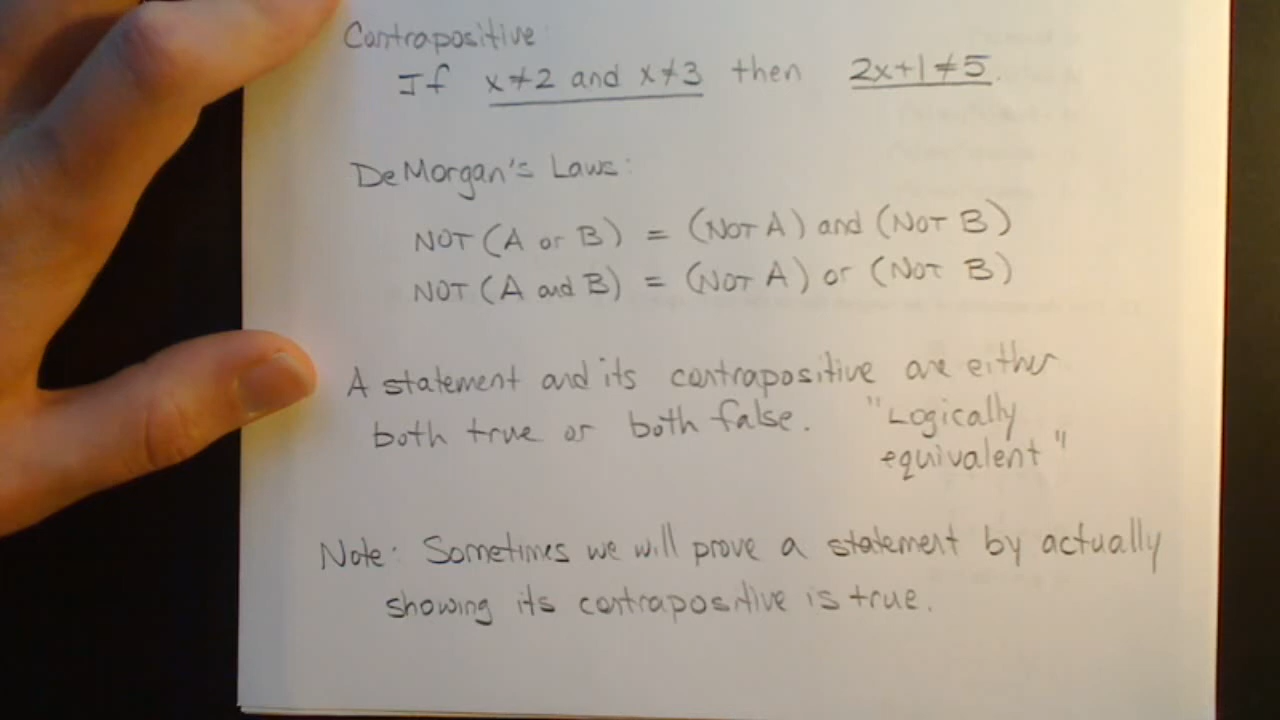 Contrapositive:
If x≠2 and x≠3 then 2x+1≠5.
DeMorgan's Laws:
NOT (A or B) = (NOT A) and (NOT B)
NOT (A and B) = (NOT A) or (NOT B)
A statement and its contrapositive are either
both true or both false. "Logically
equivalent"
Note: Sometimes we will prove a statement by actually
showing its contrapositive is true.